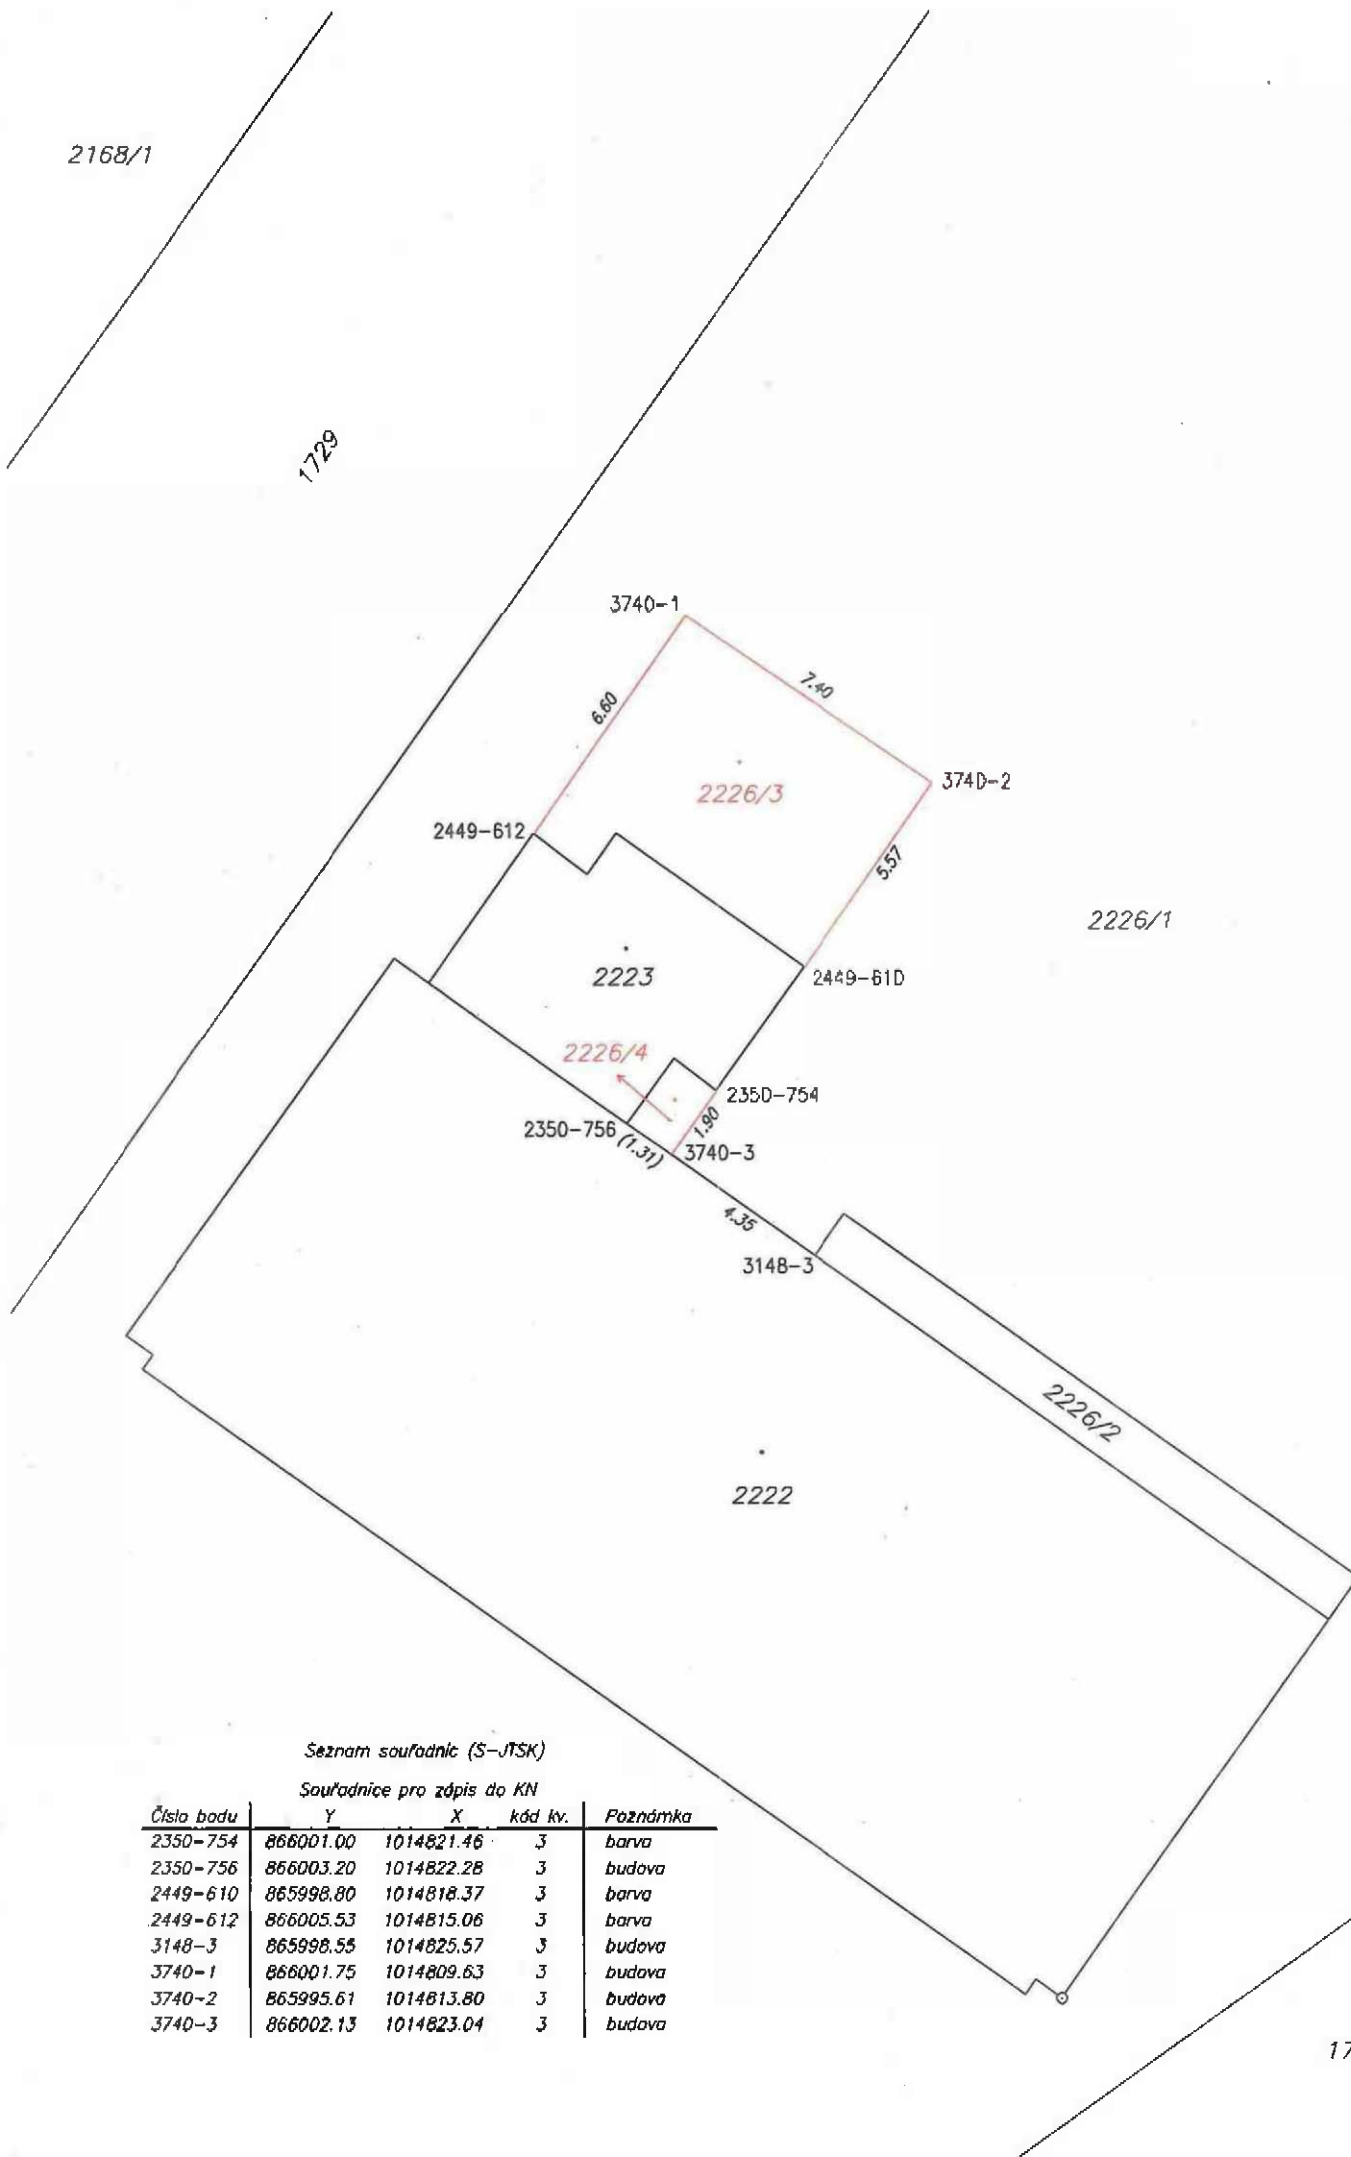 2168/1
1729
3740-1
7.40
6.60
3740-2
2226/3
2449-612
5.57
2226/1
2223
2449-610
2226/4
2350-754
1.90
2350-756
(1.31)
3740-3
4.35
3148-3
2226/2
2222
Seznam souřadnic (S-JTSK)
Souřadnice pro zápis do KN
Číslo bodu Y X kód kv. Poznámka
2350-754 866001.00 1014821.46 3 barva
2350-756 866003.20 1014822.28 3 budova
2449-610 865998.80 1014818.37 3 barva
2449-612 866005.53 1014815.06 3 barva
3148-3 865998.55 1014825.57 3 budova
3740-1 866001.75 1014809.63 3 budova
3740-2 865995.61 1014813.80 3 budova
3740-3 866002.13 1014823.04 3 budova
17